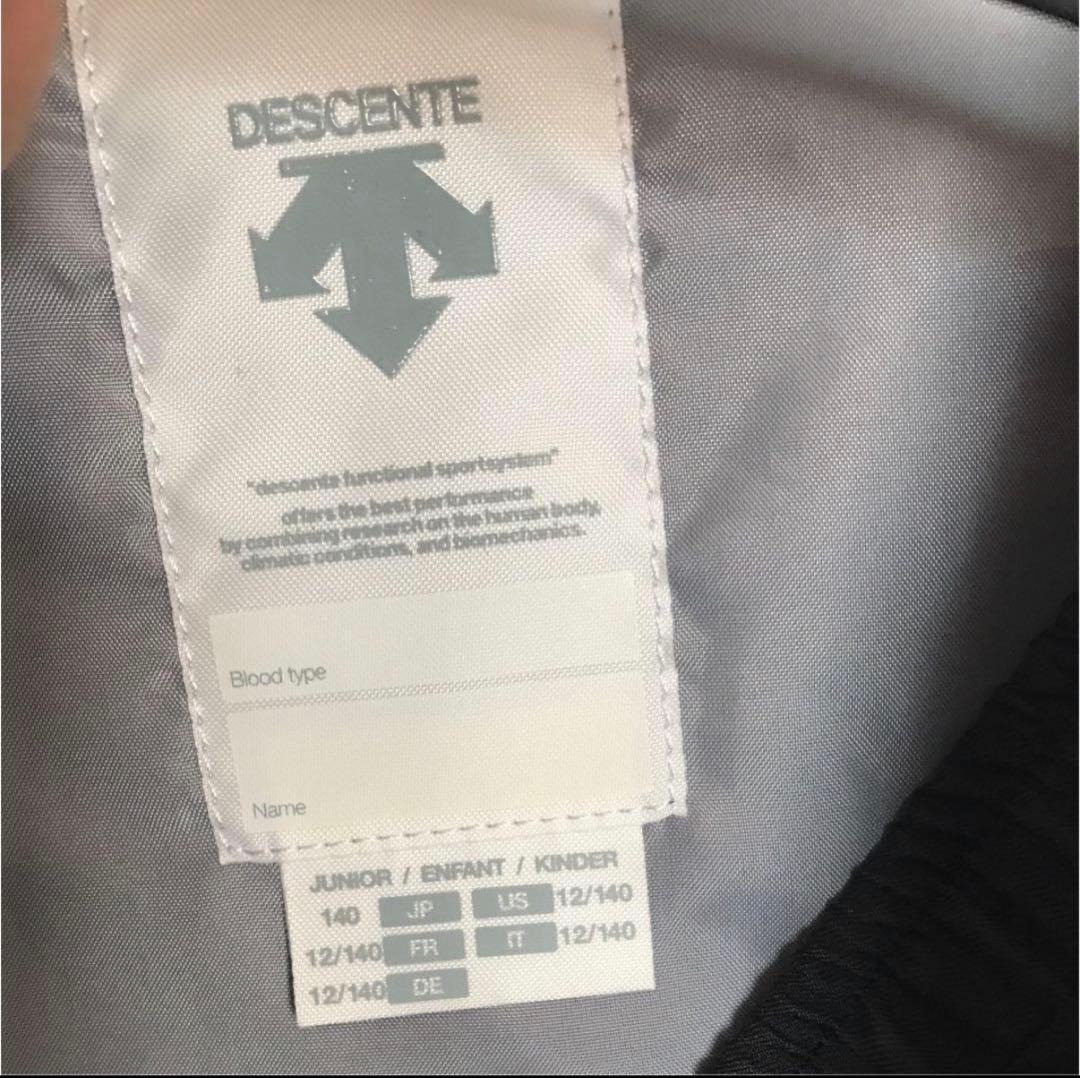 DESCENTE
"descente functional sportsystem"
offers the best performance
by combining research on the human body,
climatic conditions, and biomechanics.
Blood type
Name
JUNIOR / ENFANT / KINDER
140 JP US 12/140
12/140 FR IT 12/140
12/140 DE